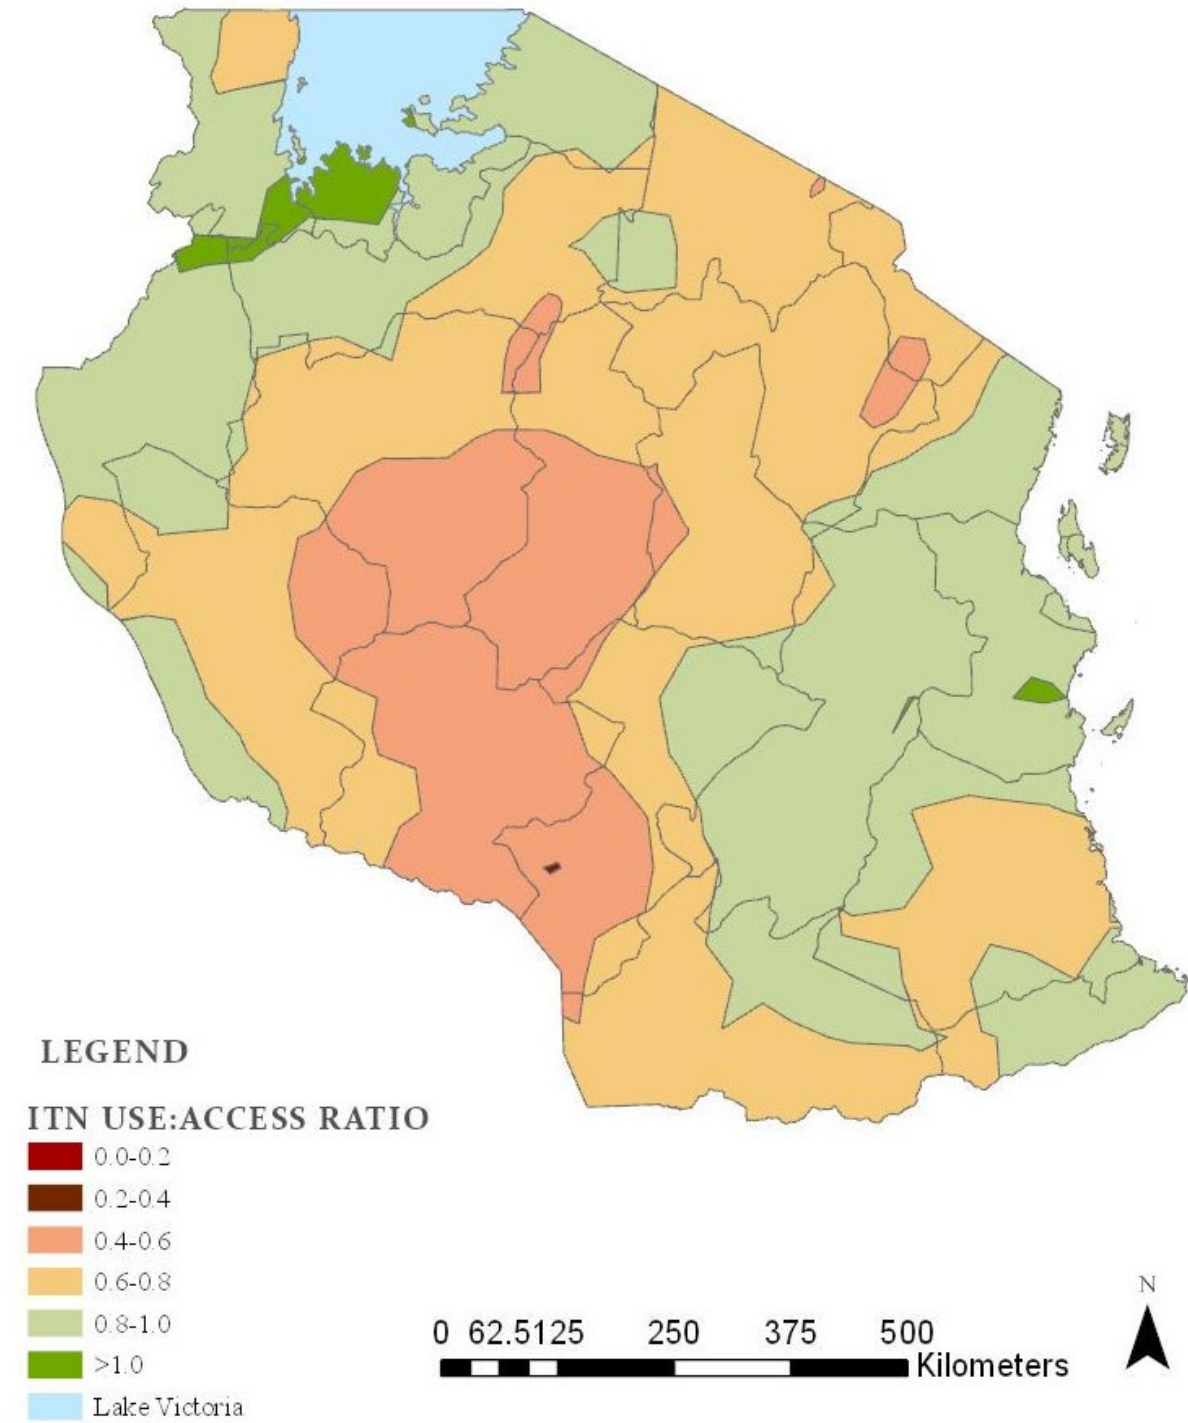 LEGEND
ITN USE:ACCESS RATIO
0.0-0.2
0.2-0.4
0.4-0.6
0.6-0.8
0.8-1.0
>1.0
Lake Victoria
N
0 62.5125 250 375 500
Kilometers